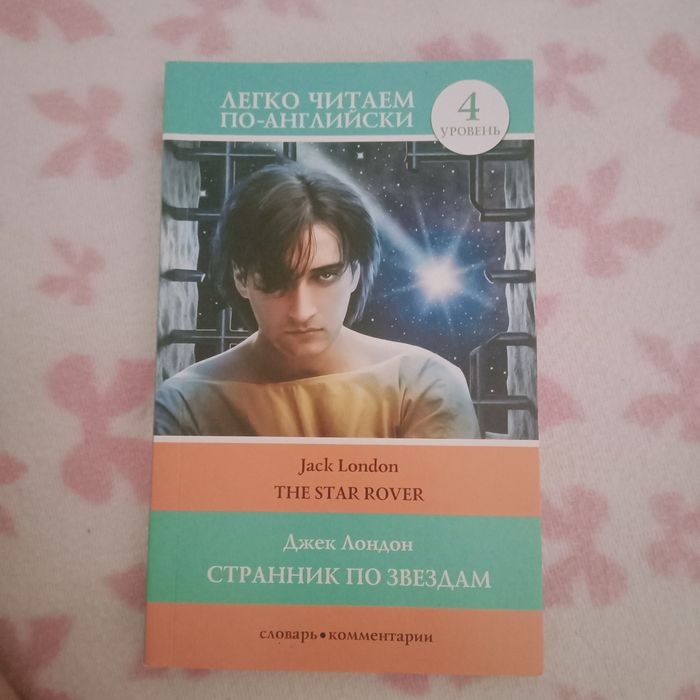 ЛЕГКО ЧИТАЕМ
ПО-АНГЛИЙСКИ
4
УРОВЕНЬ
Jack London
THE STAR ROVER
Джек Лондон
СТРАННИК ПО ЗВЕЗДАМ
словарь • комментарии